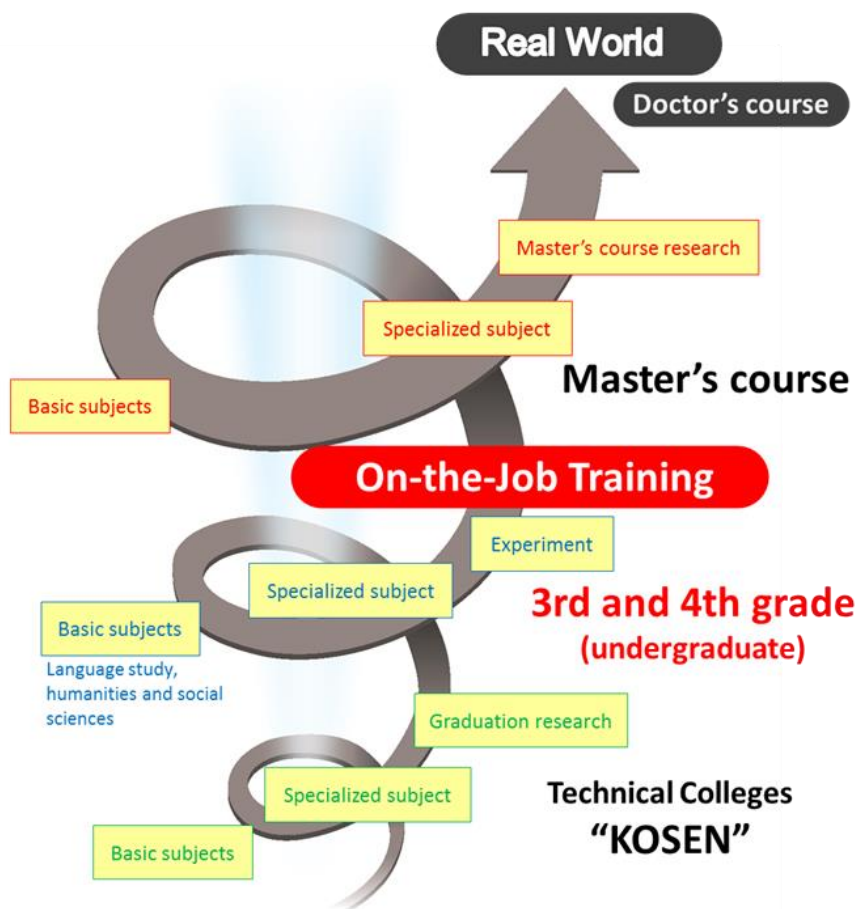 Real World
Doctor’s course
Master’s course research
Specialized subject
Master’s course
Basic subjects
On-the-Job Training
Experiment
Specialized subject
3rd and 4th grade
(undergraduate)
Basic subjects
Language study,
humanities and social
sciences
Graduation research
Specialized subject
Technical Colleges
“KOSEN”
Basic subjects